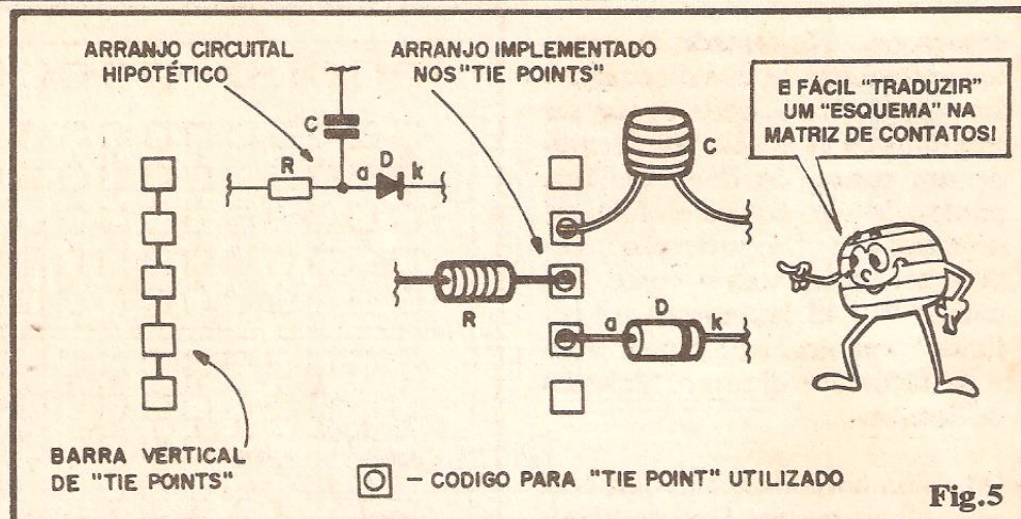 ARRANJO CIRCUITAL
HIPOTÉTICO
ARRANJO IMPLEMENTADO
NOS "TIE POINTS"
E FÁCIL "TRADUZIR"
UM "ESQUEMA" NA
MATRIZ DE CONTATOS!
C
R
a
D
k
C
R
D
a
k
BARRA VERTICAL
DE "TIE POINTS"
– CODIGO PARA "TIE POINT" UTILIZADO
Fig.5